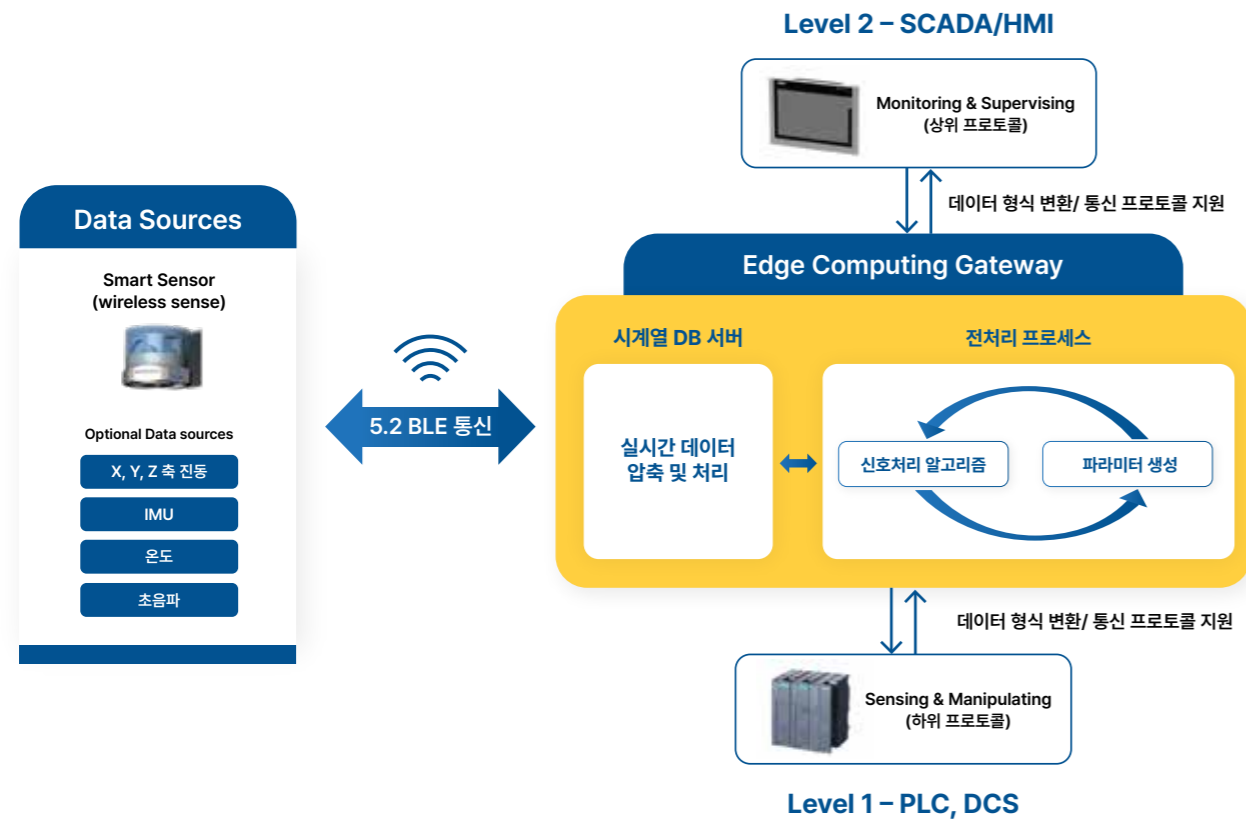 Level 2 – SCADA/HMI
Monitoring & Supervising
(상위 프로토콜)
데이터 형식 변환/ 통신 프로토콜 지원
Data Sources
Smart Sensor
(wireless sense)
Optional Data sources
X, Y, Z 축 진동
IMU
온도
초음파
5.2 BLE 통신
Edge Computing Gateway
시계열 DB 서버
실시간 데이터
압축 및 처리
전처리 프로세스
신호처리 알고리즘
파라미터 생성
데이터 형식 변환/ 통신 프로토콜 지원
Sensing & Manipulating
(하위 프로토콜)
Level 1 – PLC, DCS